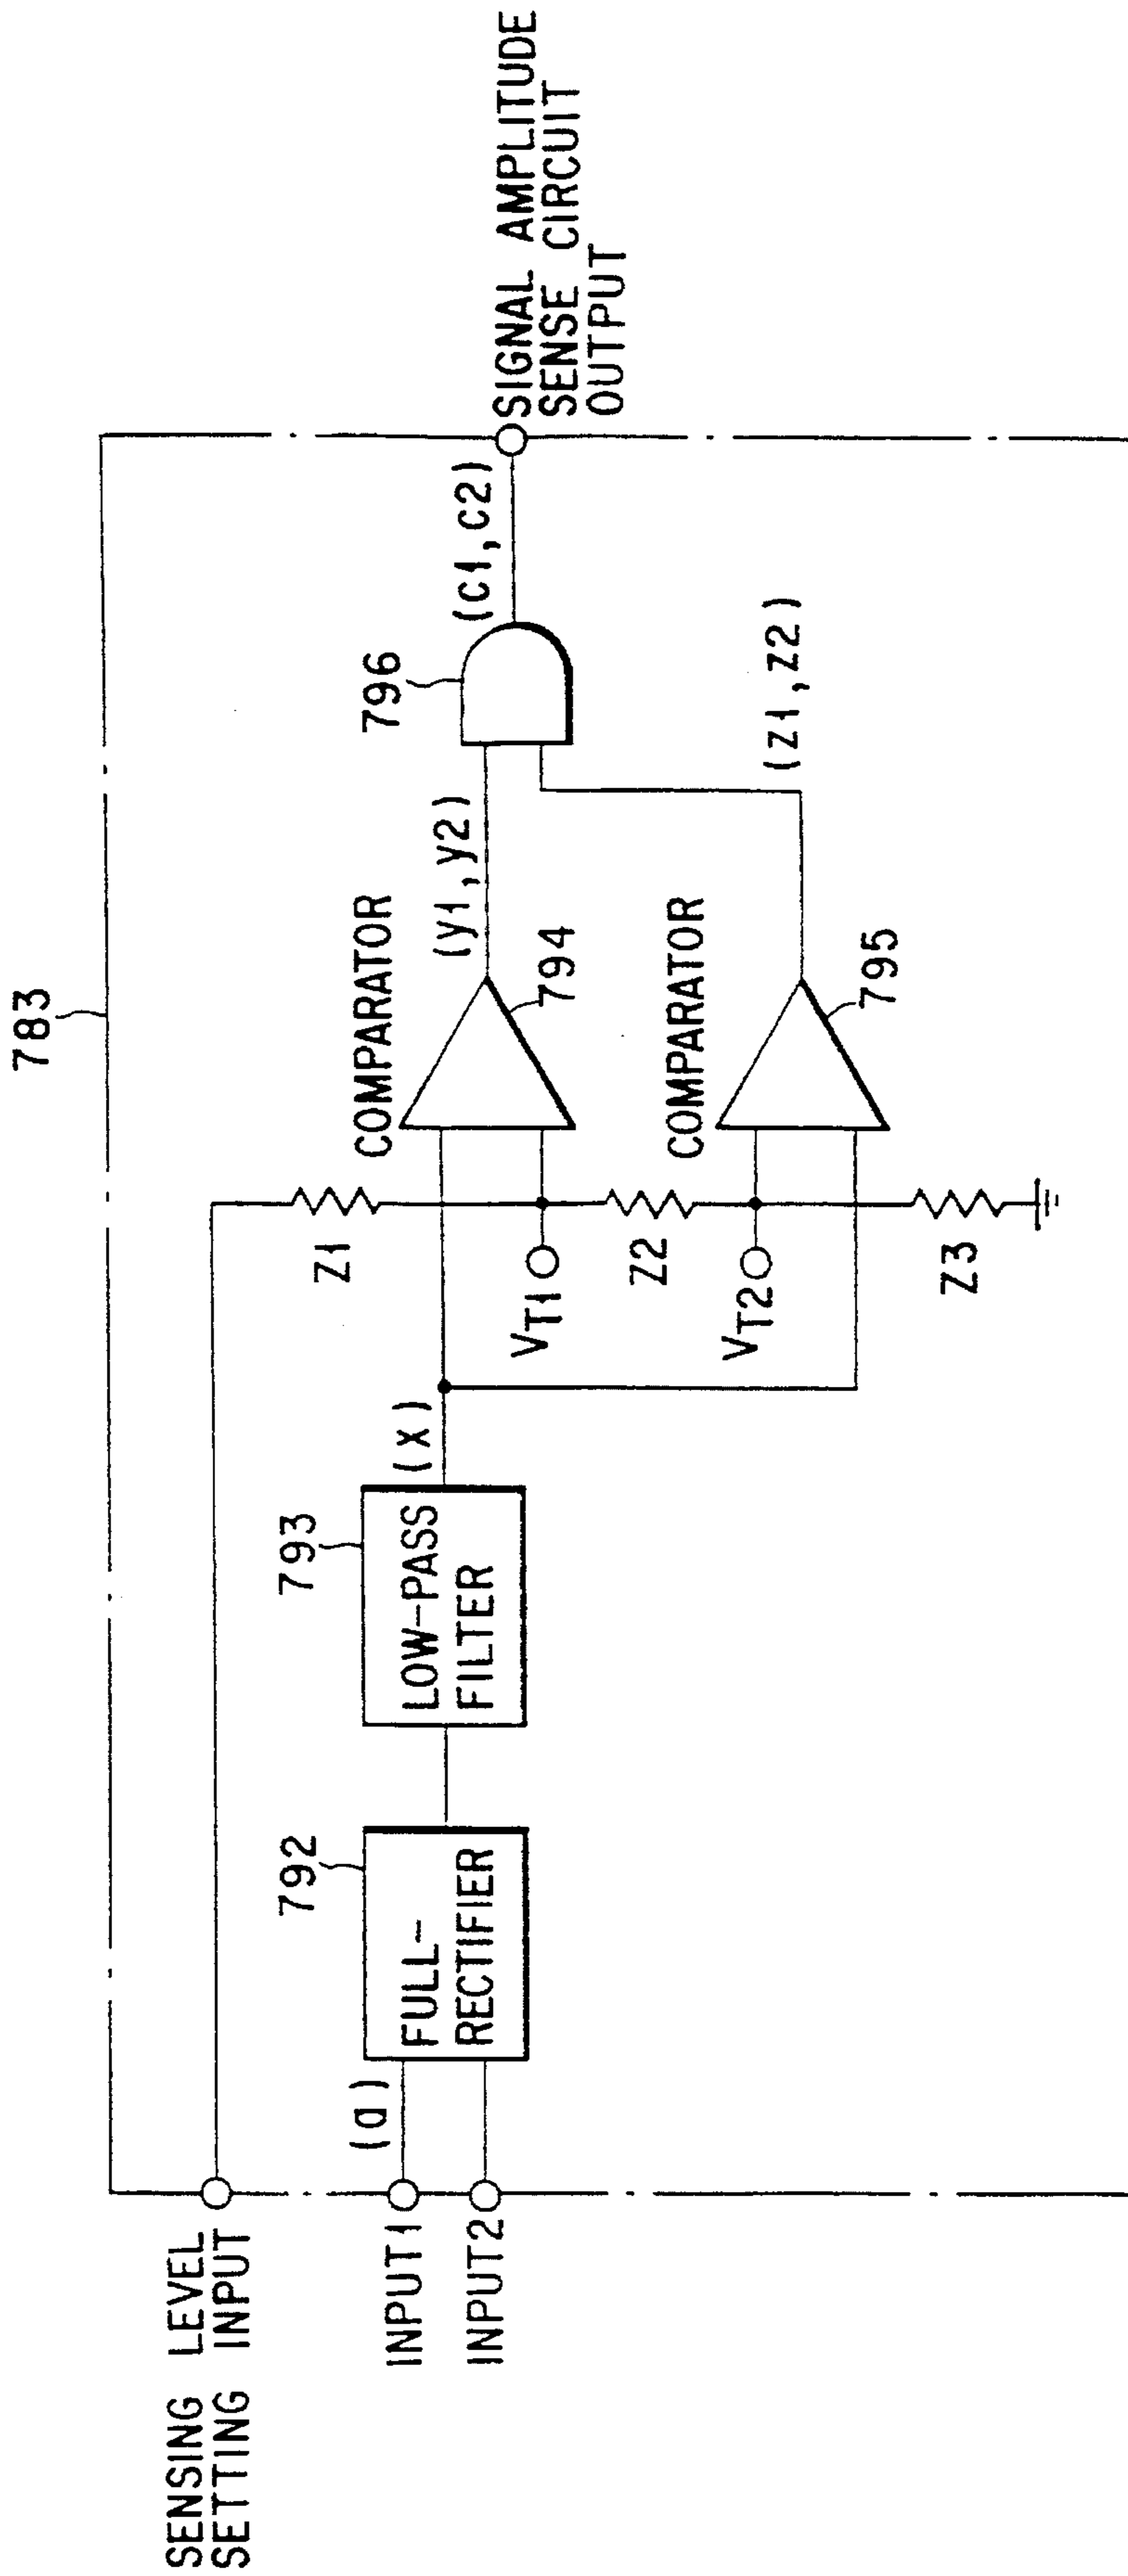 783
SENSING LEVEL
SETTING INPUT
INPUT1
INPUT2
(a)
792
FULL-
RECTIFIER
793
LOW-PASS
FILTER
(x)
Z1
VT1
Z2
VT2
Z3
COMPARATOR
794
(y1,y2)
COMPARATOR
795
(z1,z2)
796
(c1,c2)
SIGNAL AMPLITUDE
SENSE CIRCUIT
OUTPUT